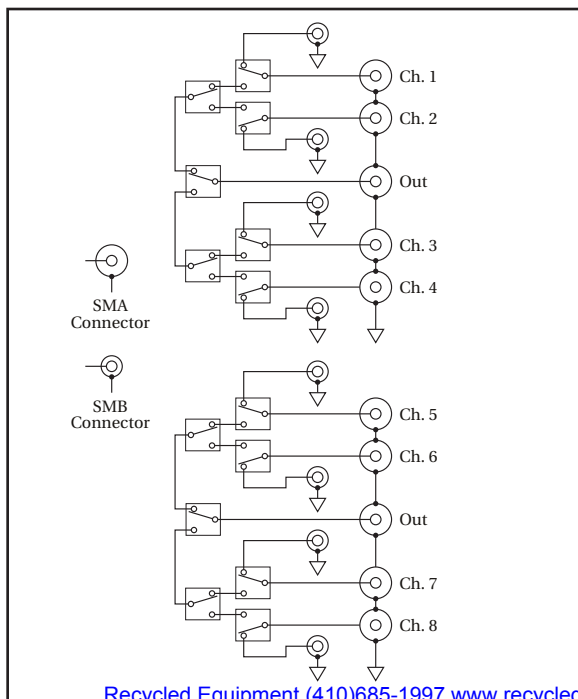 Ch. 1
Ch. 2
Out
Ch. 3
Ch. 4
SMA
Connector
SMB
Connector
Ch. 5
Ch. 6
Out
Ch. 7
Ch. 8
Recycled Equipment (410)685-1997 www.recycled